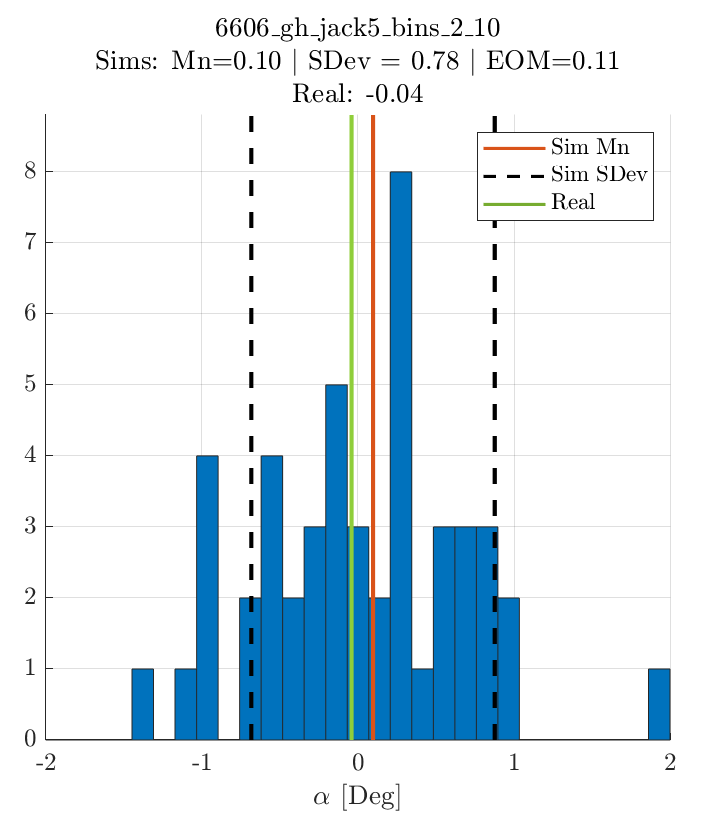 6606_gh_jack5_bins_2_10
Sims: Mn=0.10 | SDev = 0.78 | EOM=0.11
Real: -0.04
Sim Mn
Sim SDev
Real
8
7
6
5
4
3
2
1
0
-2 -1 0 1 2
α [Deg]